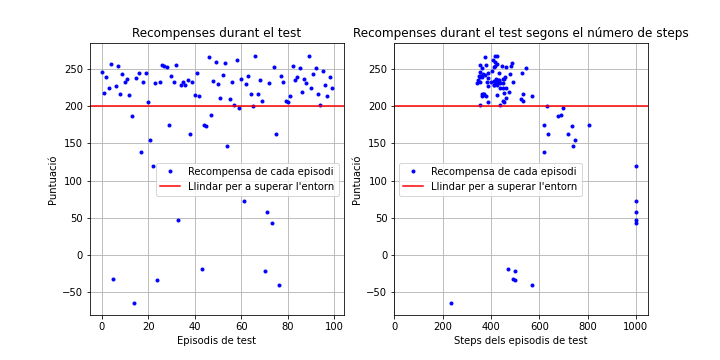 Recompenses durant el test
Puntuació
250
200
150
100
50
0
−50
Recompensa de cada episodi
Llindar per a superar l'entorn
0 20 40 60 80 100
Episodis de test
Recompenses durant el test segons el número de steps
Puntuació
250
200
150
100
50
0
−50
Recompensa de cada episodi
Llindar per a superar l'entorn
0 200 400 600 800 1000
Steps dels episodis de test